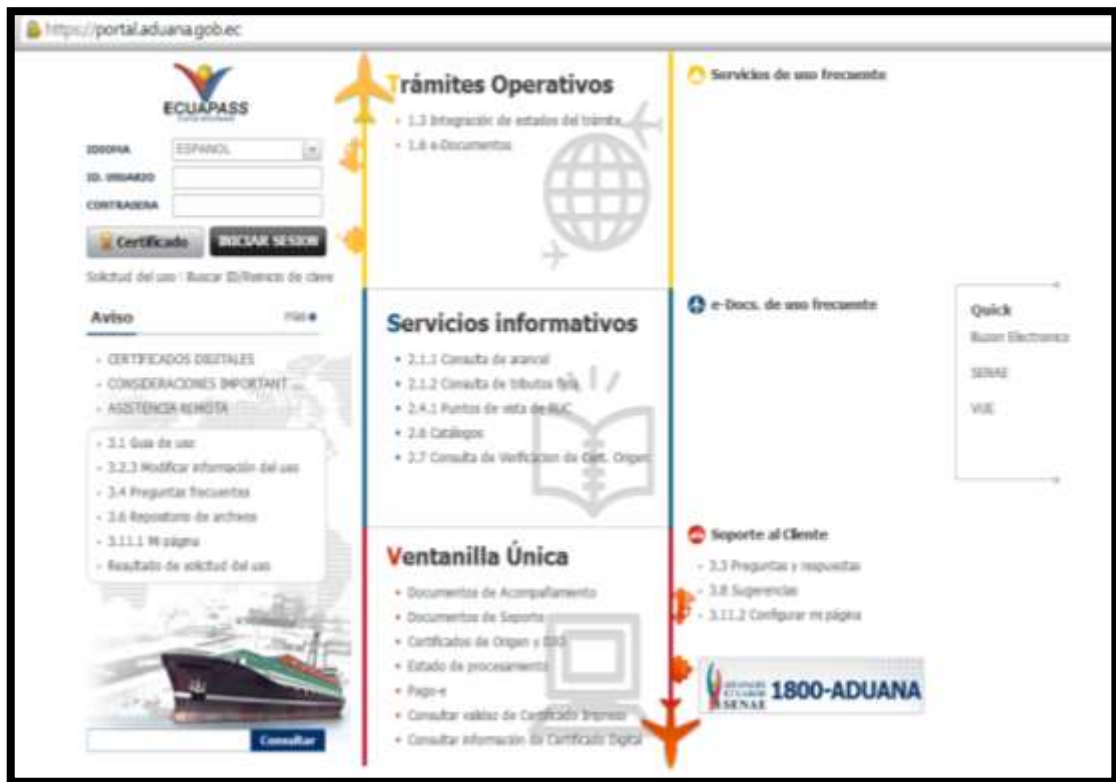 https://portal.aduana.gob.ec
ECUAPASS
IDIOMA
ESPAÑOL
ID. USUARIO
CONTRASEÑA
Certificado
INICIAR SESION
Solicitud del uso | Buscar ID/Reinicio de clave
Aviso
más
CERTIFICADOS DIGITALES
CONSIDERACIONES IMPORTANT ...
ASISTENCIA REMOTA
3.1 Guia de uso
3.2.3 Modificar información del uso
3.4 Preguntas frecuentes
3.6 Repositorio de archivos
3.11.1 Mi página
Resultado de solicitud del uso
Consultar
Trámites Operativos
1.3 Integración de estados del trámite
1.8 e-Documentos
Servicios informativos
2.1.1 Consulta de arancel
2.1.2 Consulta de tributos fijos
2.4.1 Puntos de vista de RUC
2.8 Catálogos
2.7 Consulta de Verificacion de Cert. Origen
Ventanilla Única
Documentos de Acompañamiento
Documentos de Soporte
Certificados de Origen y DJO
Estado de procesamiento
Pago-e
Consultar validez de Certificado Impreso
Consultar información de Certificado Digital
Servicios de uso frecuente
e-Docs. de uso frecuente
Quick
Buzon Electronico
SENAE
VUE
Soporte al Cliente
3.3 Preguntas y respuestas
3.8 Sugerencias
3.11.2 Configurar mi página
ECUADOR
SENAE
1800-ADUANA